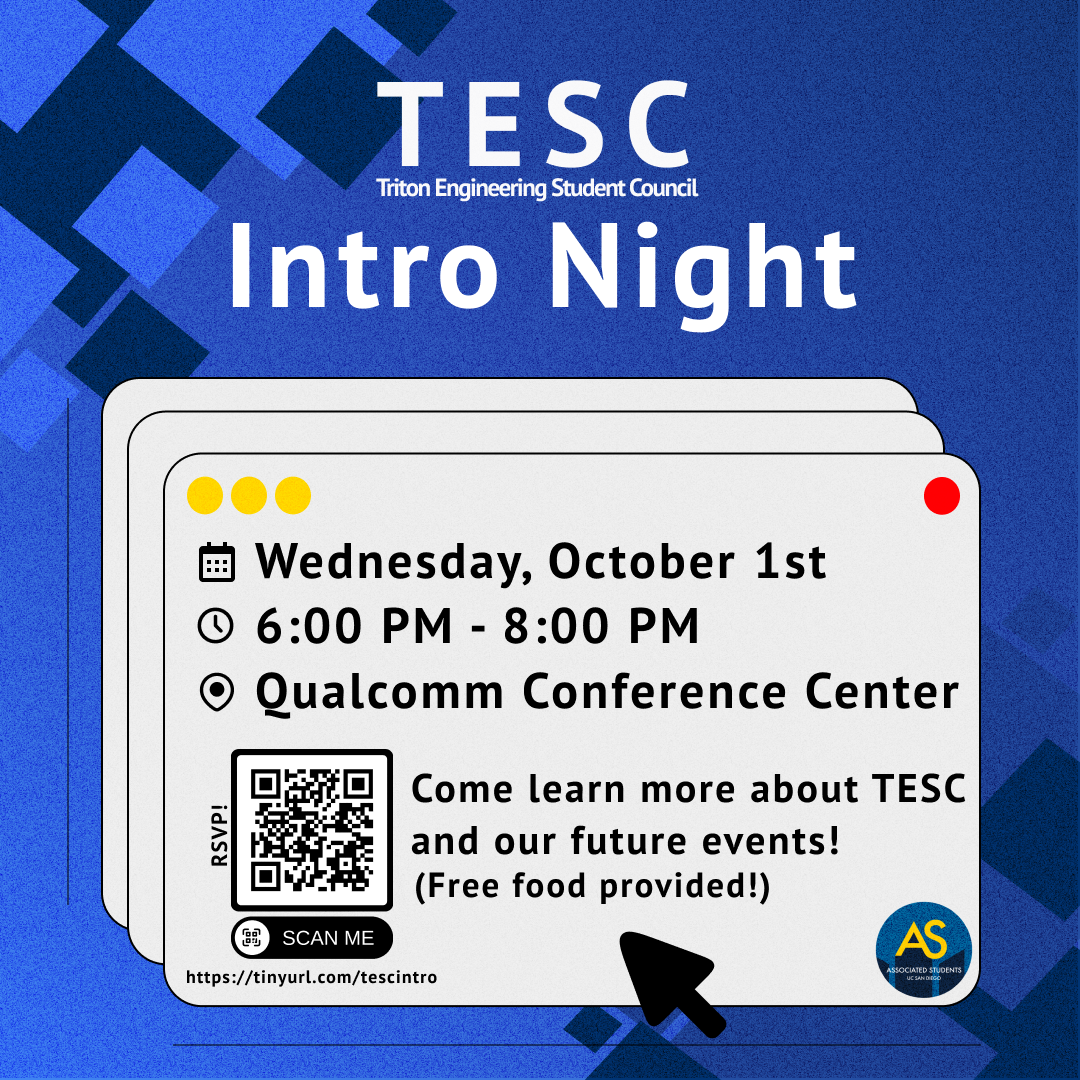 TESC
Triton Engineering Student Council
Intro Night
Wednesday, October 1st
6:00 PM - 8:00 PM
Qualcomm Conference Center
RSVP!
Come learn more about TESC
and our future events!
(Free food provided!)
SCAN ME
https://tinyurl.com/tescintro
AS
ASSOCIATED STUDENTS
UC SAN DIEGO